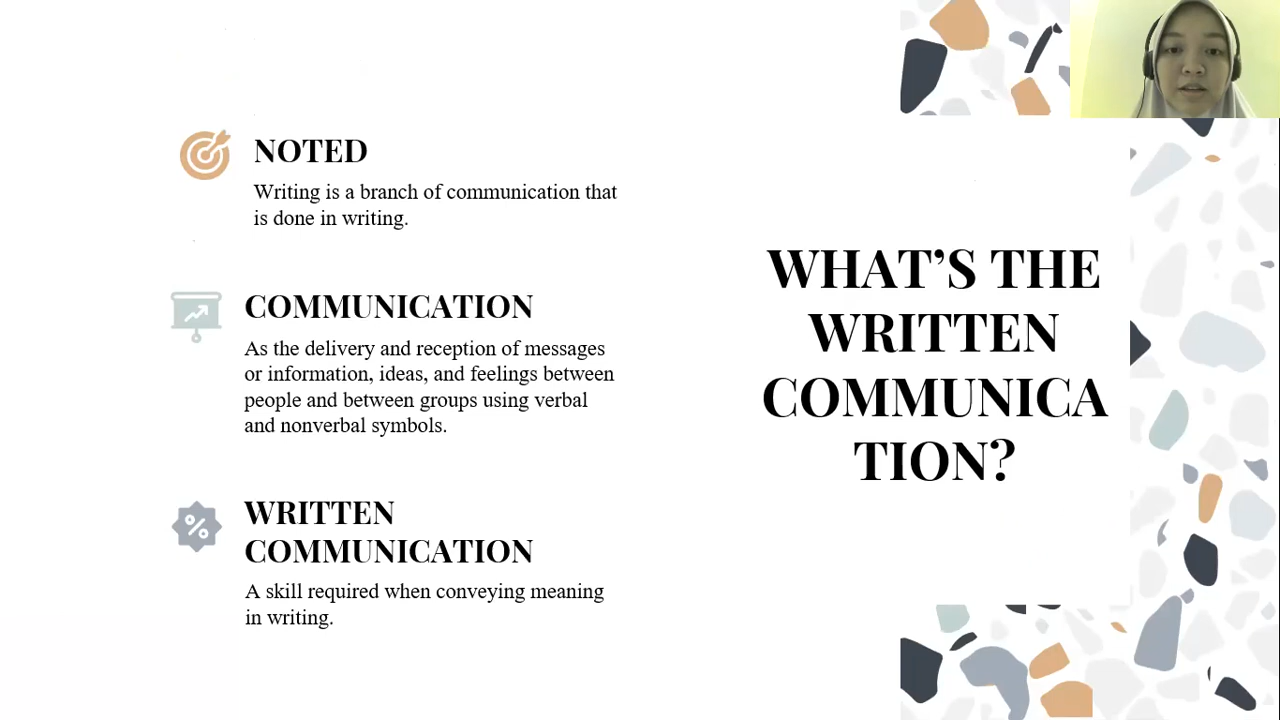 NOTED
Writing is a branch of communication that
is done in writing.
COMMUNICATION
As the delivery and reception of messages
or information, ideas, and feelings between
people and between groups using verbal
and nonverbal symbols.
WRITTEN
COMMUNICATION
A skill required when conveying meaning
in writing.
WHAT’S THE
WRITTEN
COMMUNICA
TION?